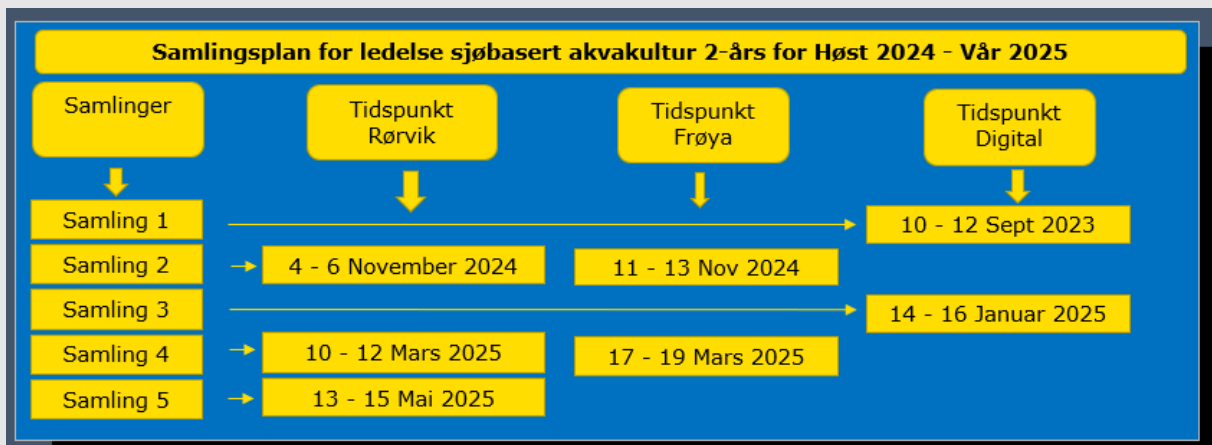 Samlingsplan for ledelse sjøbasert akvakultur 2-års for Høst 2024 - Vår 2025
Samlinger
Tidspunkt
Rørvik
Tidspunkt
Frøya
Tidspunkt
Digital
Samling 1
10 - 12 Sept 2023
Samling 2
4 - 6 November 2024
11 - 13 Nov 2024
Samling 3
14 - 16 Januar 2025
Samling 4
10 - 12 Mars 2025
17 - 19 Mars 2025
Samling 5
13 - 15 Mai 2025